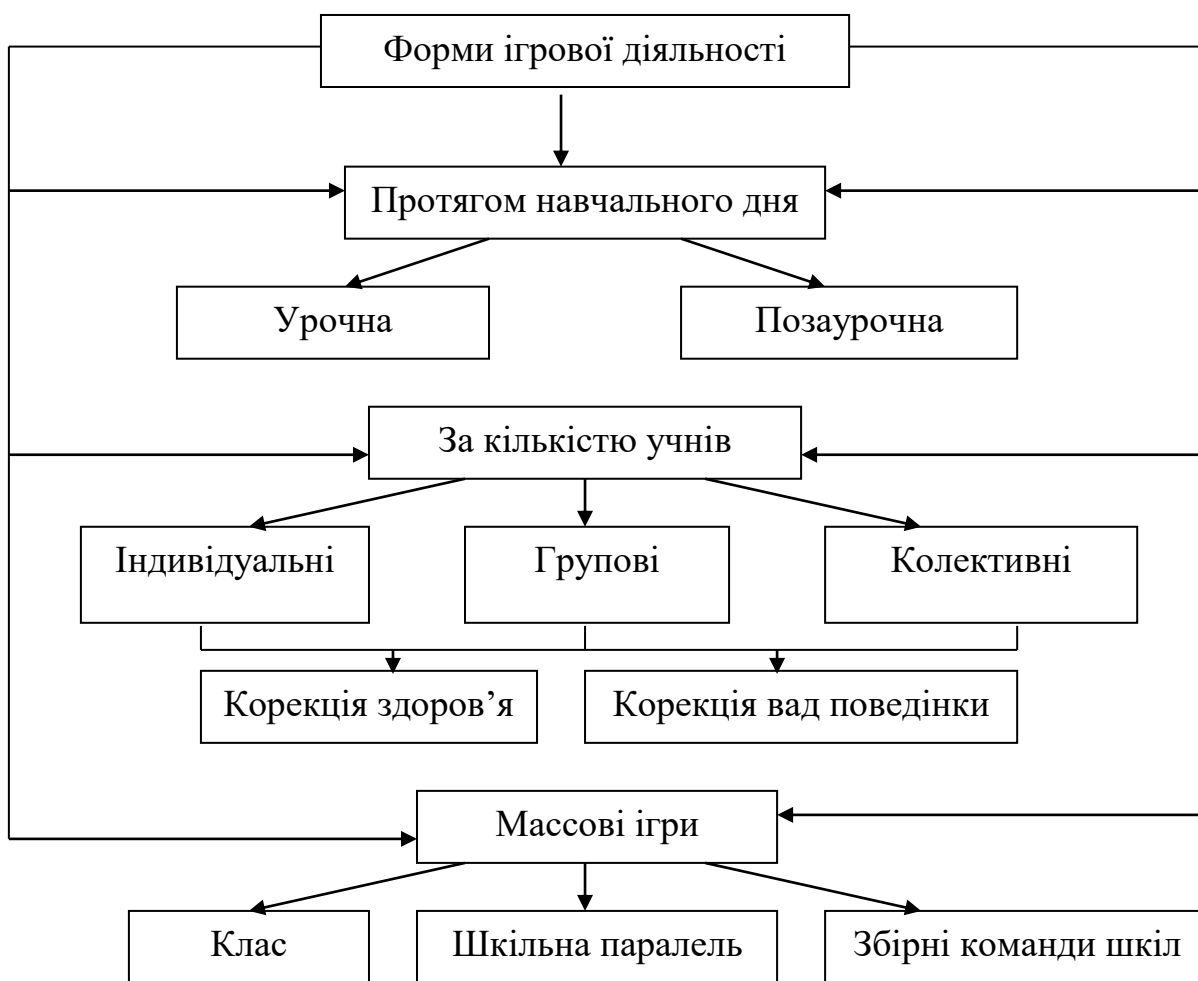 Форми ігрової діяльності
Протягом навчального дня
Урочна
Позаурочна
За кількістю учнів
Індивідуальні
Групові
Колективні
Корекція здоров’я
Корекція вад поведінки
Массові ігри
Клас
Шкільна паралель
Збірні команди шкіл